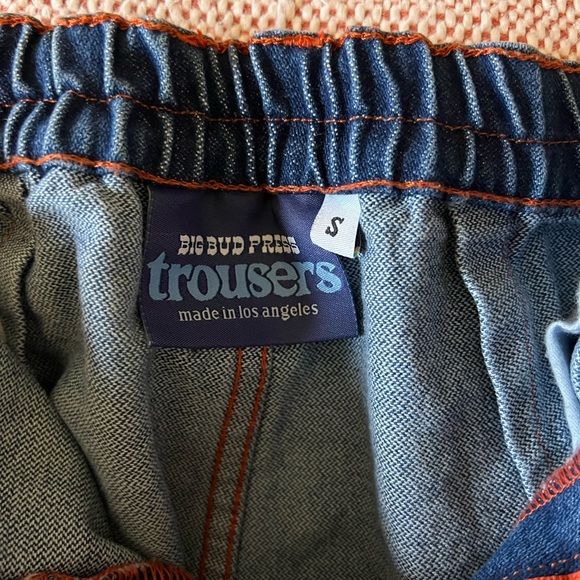 BIG BUD PRESS
trousers
made in los angeles
S